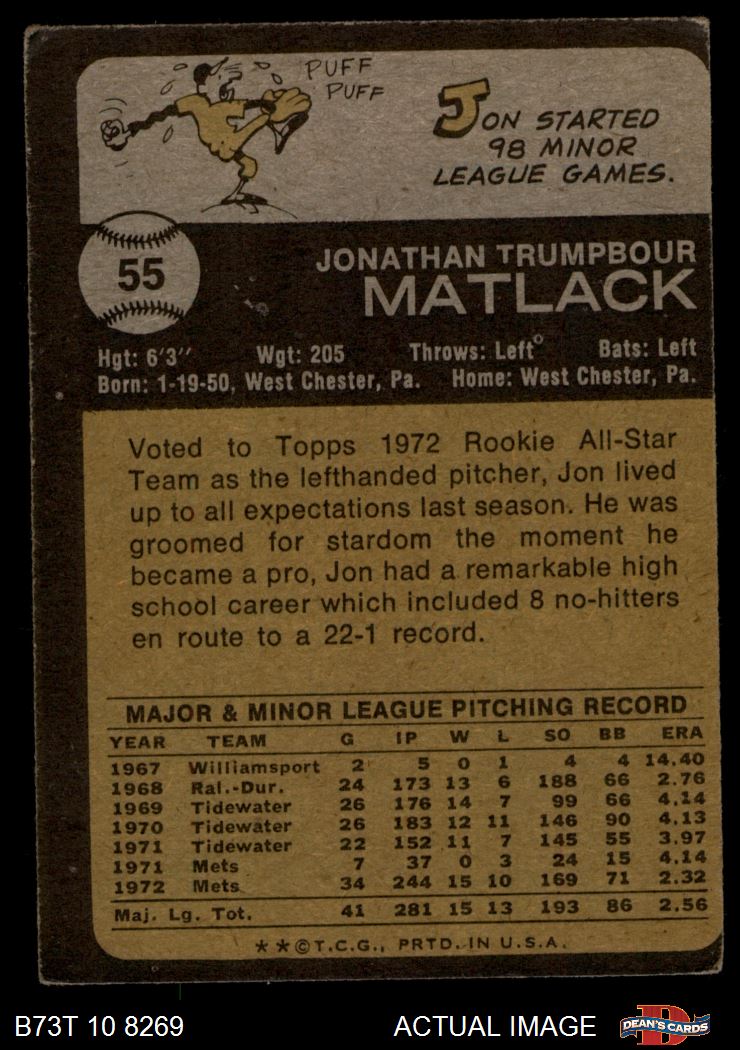 PUFF
PUFF
JON STARTED
98 MINOR
LEAGUE GAMES.
55
JONATHAN TRUMPBOUR
MATLACK
Hgt: 6'3" Wgt: 205 Throws: Left Bats: Left
Born: 1-19-50, West Chester, Pa. Home: West Chester, Pa.
Voted to Topps 1972 Rookie All-Star
Team as the lefthanded pitcher, Jon lived
up to all expectations last season. He was
groomed for stardom the moment he
became a pro, Jon had a remarkable high
school career which included 8 no-hitters
en route to a 22-1 record.
MAJOR & MINOR LEAGUE PITCHING RECORD
YEAR TEAM G IP W L SO BB ERA
1967 Williamsport 2 5 0 1 4 4 14.40
1968 Ral.-Dur. 24 173 13 6 188 66 2.76
1969 Tidewater 26 176 14 7 99 66 4.14
1970 Tidewater 26 183 12 11 146 90 4.13
1971 Tidewater 22 152 11 7 145 55 3.97
1971 Mets 7 37 0 3 24 15 4.14
1972 Mets 34 244 15 10 169 71 2.32
Maj. Lg. Tot. 41 281 15 13 193 86 2.56
**©T.C.G., PRTD. IN U.S.A.
B73T 10 8269 ACTUAL IMAGE DEAN'S CARDS